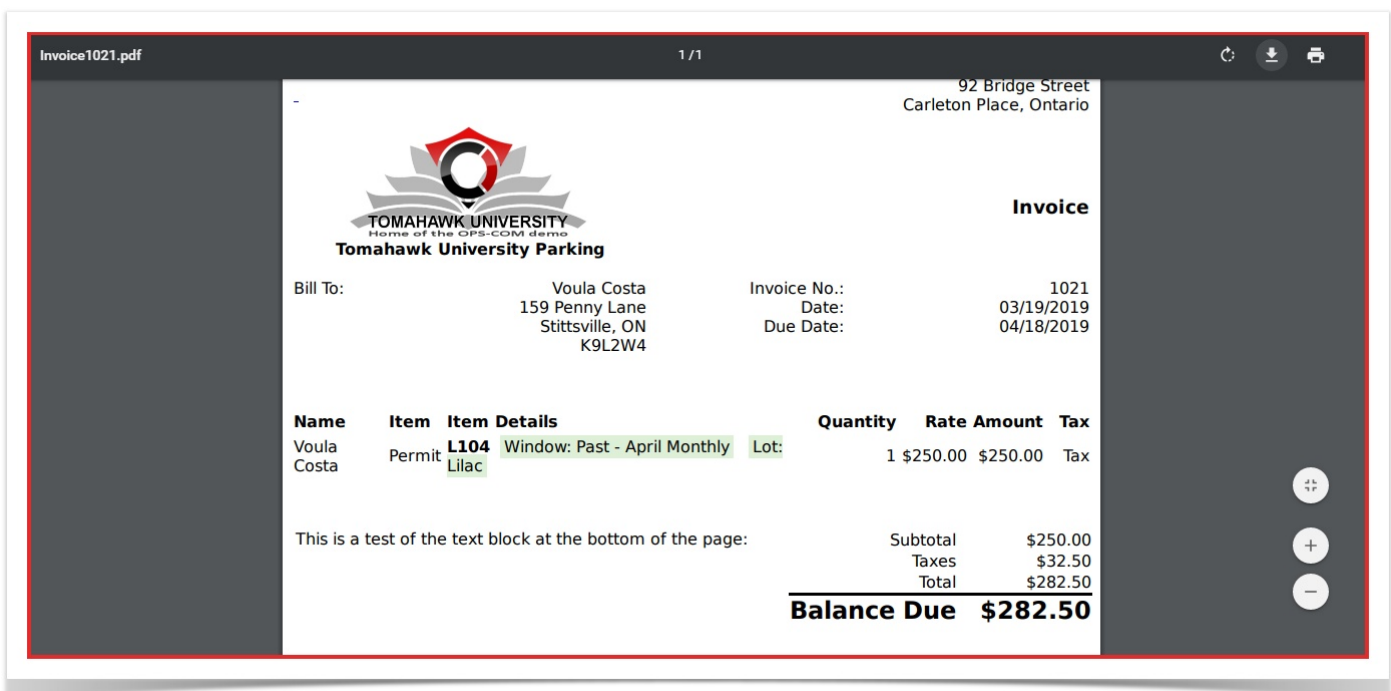 Invoice1021.pdf 1 / 1
92 Bridge Street
Carleton Place, Ontario
TOMAHAWK UNIVERSITY
Home of the OPS-COM demo
Tomahawk University Parking
Invoice
Bill To: Voula Costa Invoice No.: 1021
159 Penny Lane Date: 03/19/2019
Stittsville, ON Due Date: 04/18/2019
K9L2W4
Name Item Item Details Quantity Rate Amount Tax
Voula Costa Permit L104 Window: Past - April Monthly Lot: Lilac 1 $250.00 $250.00 Tax
This is a test of the text block at the bottom of the page: Subtotal $250.00
Taxes $32.50
Total $282.50
Balance Due $282.50